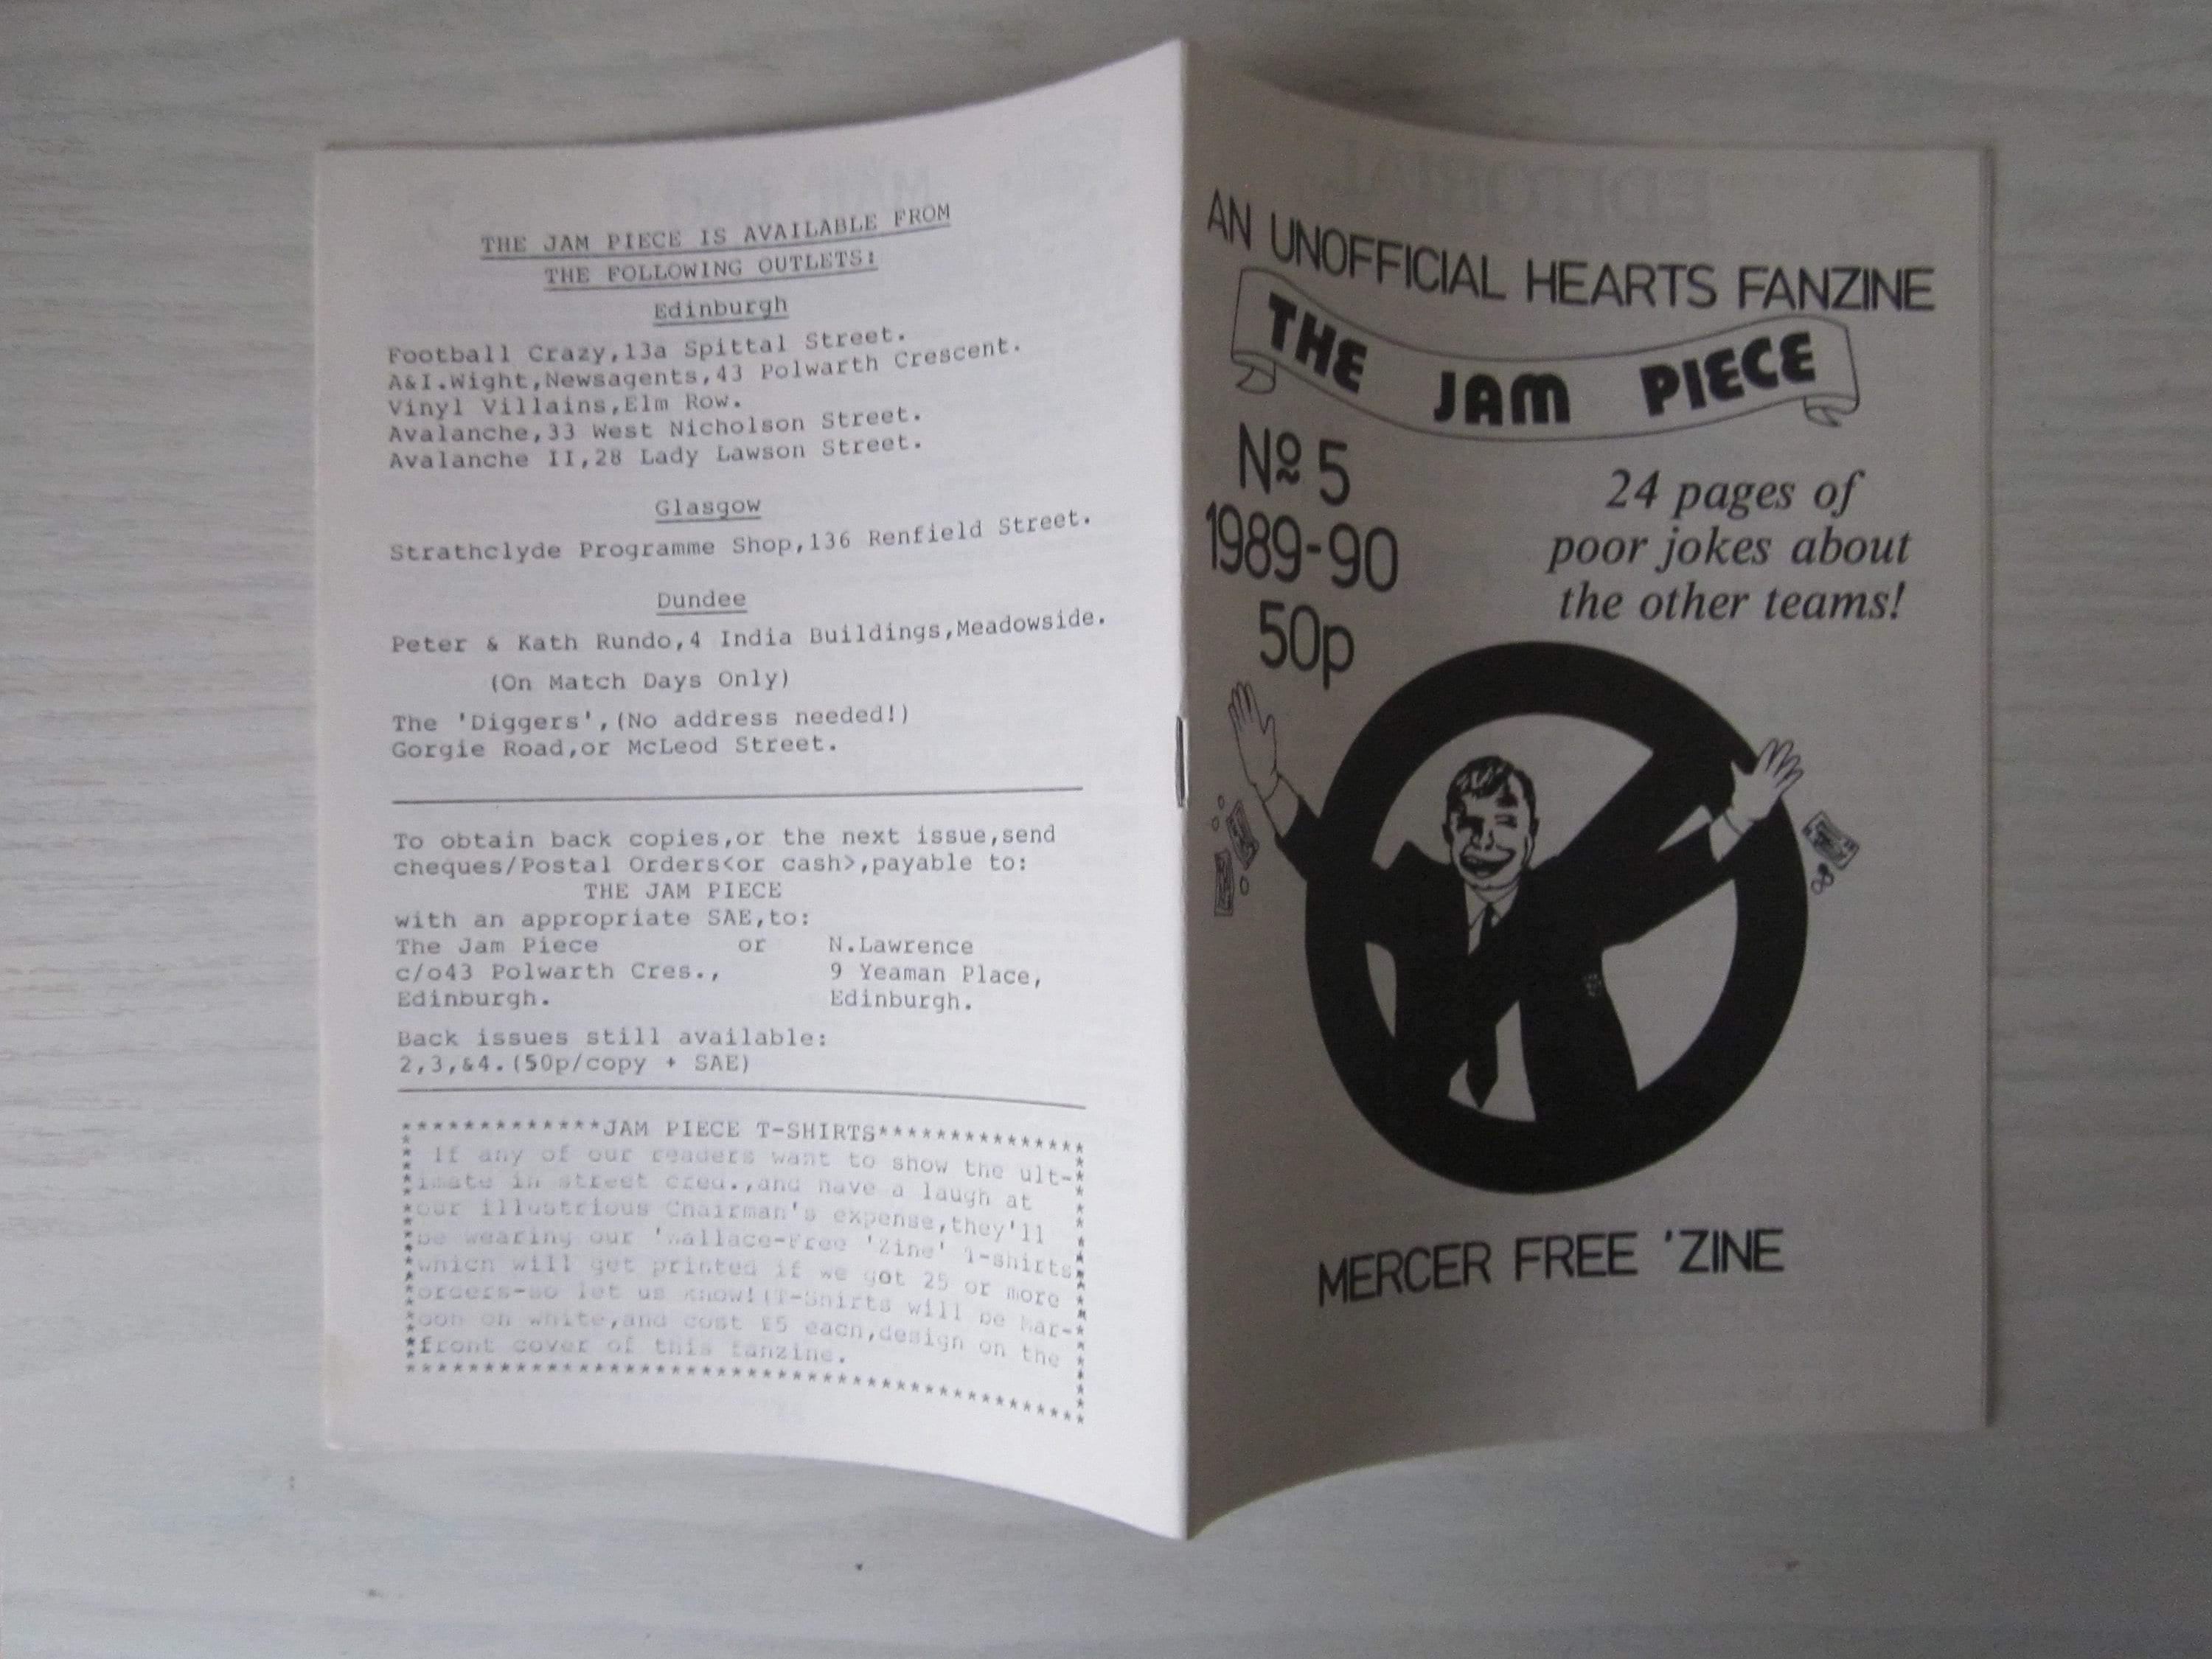 THE JAM PIECE IS AVAILABLE FROM
THE FOLLOWING OUTLETS:
Edinburgh
Football Crazy,13a Spittal Street.
A&I.Wight,Newsagents,43 Polwarth Crescent.
Vinyl Villains,Elm Row.
Avalanche,33 West Nicholson Street.
Avalanche II,28 Lady Lawson Street.
Glasgow
Strathclyde Programme Shop,136 Renfield Street.
Dundee
Peter & Kath Rundo,4 India Buildings,Meadowside.
(On Match Days Only)
The 'Diggers',(No address needed!)
Gorgie Road,or McLeod Street.
To obtain back copies,or the next issue,send
cheques/Postal Orders<or cash>,payable to:
THE JAM PIECE
with an appropriate SAE,to:
The Jam Piece or N.Lawrence
c/o43 Polwarth Cres., 9 Yeaman Place,
Edinburgh. Edinburgh.
Back issues still available:
2,3,&4.(50p/copy + SAE)
*************JAM PIECE T-SHIRTS***************
If any of our readers want to show the ult-
imate in street cred.,and have a laugh at
our illustrious Chairman's expense,they'll
be wearing our 'Wallace-Free 'Zine' T-shirts
which will get printed if we got 25 or more
orders-so let us know!(T-Shirts will be Mar-
oon on white,and cost £5 each,design on the
front cover of this fanzine.
AN UNOFFICIAL HEARTS FANZINE
THE JAM PIECE
Nº 5
1989-90
50p
24 pages of
poor jokes about
the other teams!
MERCER FREE 'ZINE